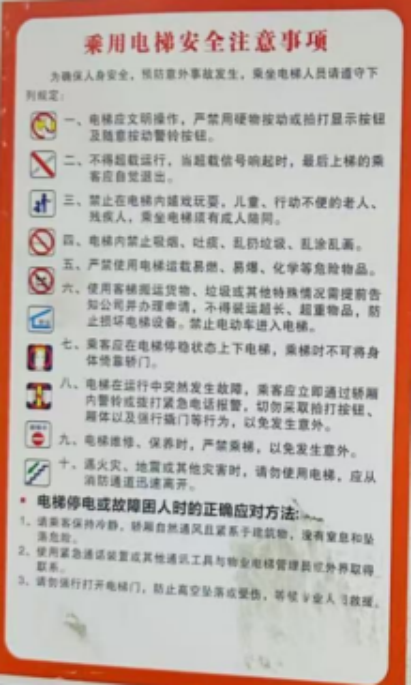 乘用电梯安全注意事项
为确保人身安全，预防意外事故发生，乘坐电梯人员请遵守下
列规定：
一、电梯应文明操作，严禁用硬物按动或拍打显示按钮
及随意按动警铃按钮。
二、不得超载运行，当超载信号响起时，最后上梯的乘
客应自觉退出。
三、禁止在电梯内嬉戏玩耍，儿童、行动不便的老人、
残疾人，乘坐电梯须有成人陪同。
四、电梯内禁止吸烟、吐痰、乱扔垃圾、乱涂乱画。
五、严禁使用电梯运载易燃、易爆、化学等危险物品。
六、使用客梯搬运货物、垃圾或其他特殊情况需提前告
知公司并办理申请，不得装运超长、超重物品，防
止损坏电梯设备。禁止电动车进入电梯。
七、乘客应在电梯停稳状态上下电梯，乘梯时不可将身
体倚靠轿门。
八、电梯在运行中突然发生故障，乘客应立即通过轿厢
内警铃或拨打紧急电话报警，切勿采取拍打按钮、
厢体以及强行撬门等行为，以免发生意外。
九、电梯维修、保养时，严禁乘梯，以免发生意外。
十、遇火灾、地震或其他灾害时，请勿使用电梯，应从
消防通道迅速离开。
电梯停电或故障困人时的正确应对方法：
1、请乘客保持冷静，轿厢自然通风且紧系于建筑物，没有窒息和坠
落危险。
2、使用紧急通话装置或其他通讯工具与物业电梯管理员或外界取得
联系。
3、请勿强行打开电梯门，防止高空坠落或受伤，等候业人救援。